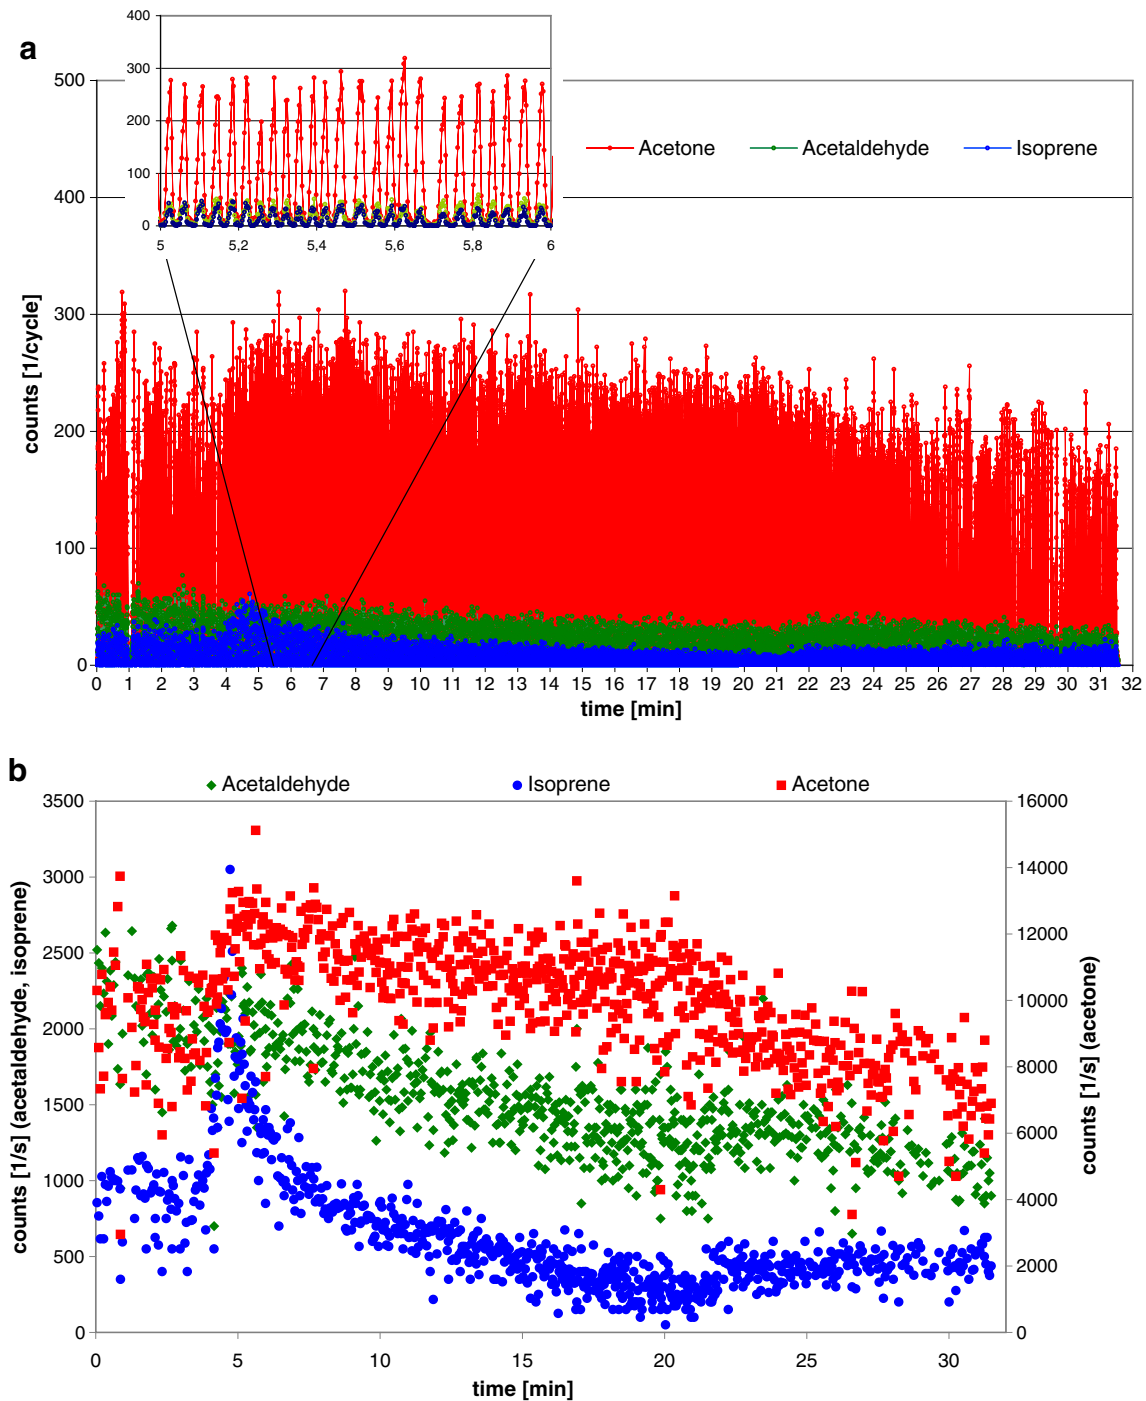 a
400
300
200
100
0
5 5,2 5,4 5,6 5,8 6
500
400
300
200
100
0
counts [1/cycle]
Acetone Acetaldehyde Isoprene
0 1 2 3 4 5 6 7 8 9 10 11 12 13 14 15 16 17 18 19 20 21 22 23 24 25 26 27 28 29 30 31 32
time [min]
b
Acetaldehyde Isoprene Acetone
3500
3000
2500
2000
1500
1000
500
0
counts [1/s] (acetaldehyde, isoprene)
16000
14000
12000
10000
8000
6000
4000
2000
0
counts [1/s] (acetone)
0 5 10 15 20 25 30
time [min]